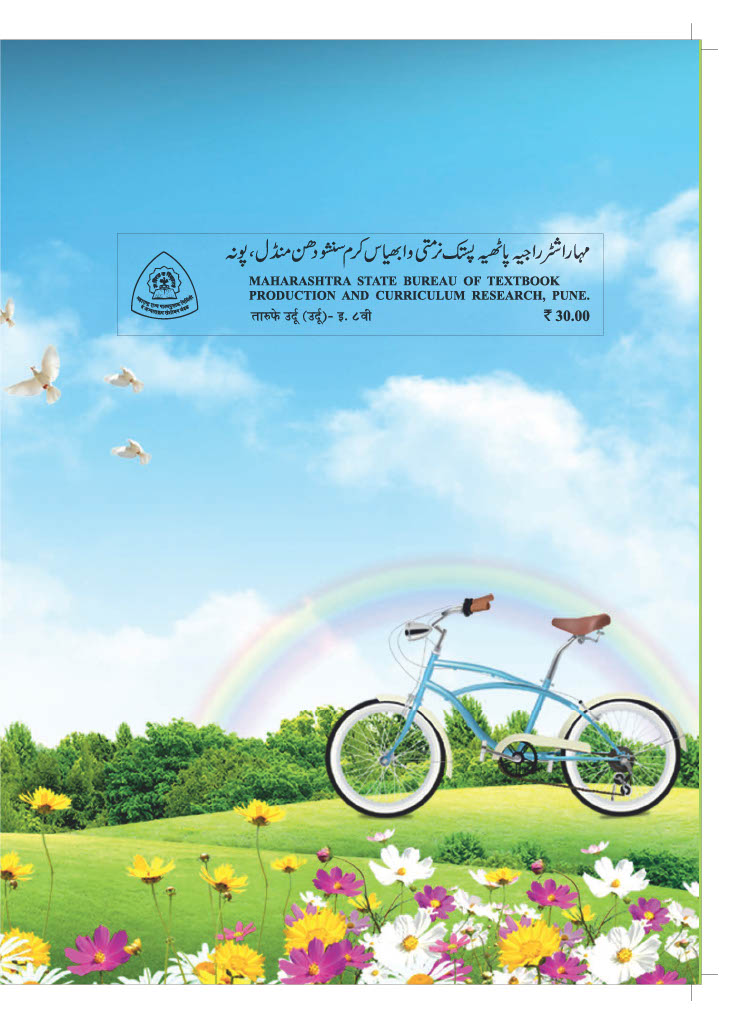 مہاراشٹر راجیہ پاٹھیہ پستک نرمتی و ابھیاس کرم سنشودھن منڈل، پونہ
MAHARASHTRA STATE BUREAU OF TEXTBOOK
PRODUCTION AND CURRICULUM RESEARCH, PUNE.
तारुफे उर्दू (उर्दू)- इ. ८वी ₹ 30.00